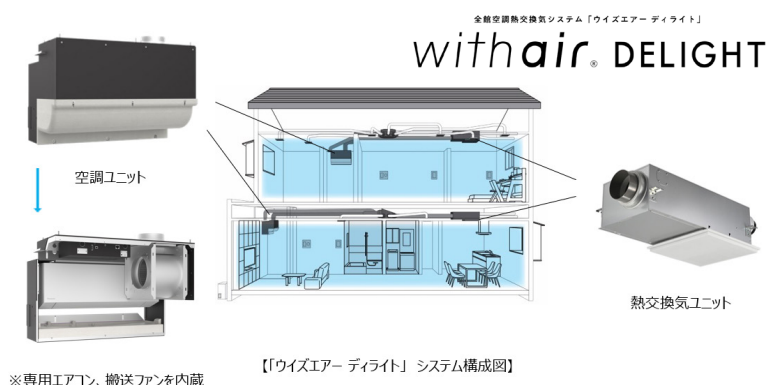 全館空調熱交換気システム「ウイズエアー ディライト」
withair® DELIGHT
空調ユニット
熱交換気ユニット
【「ウイズエアー ディライト」 システム構成図】
※専用エアコン、搬送ファンを内蔵